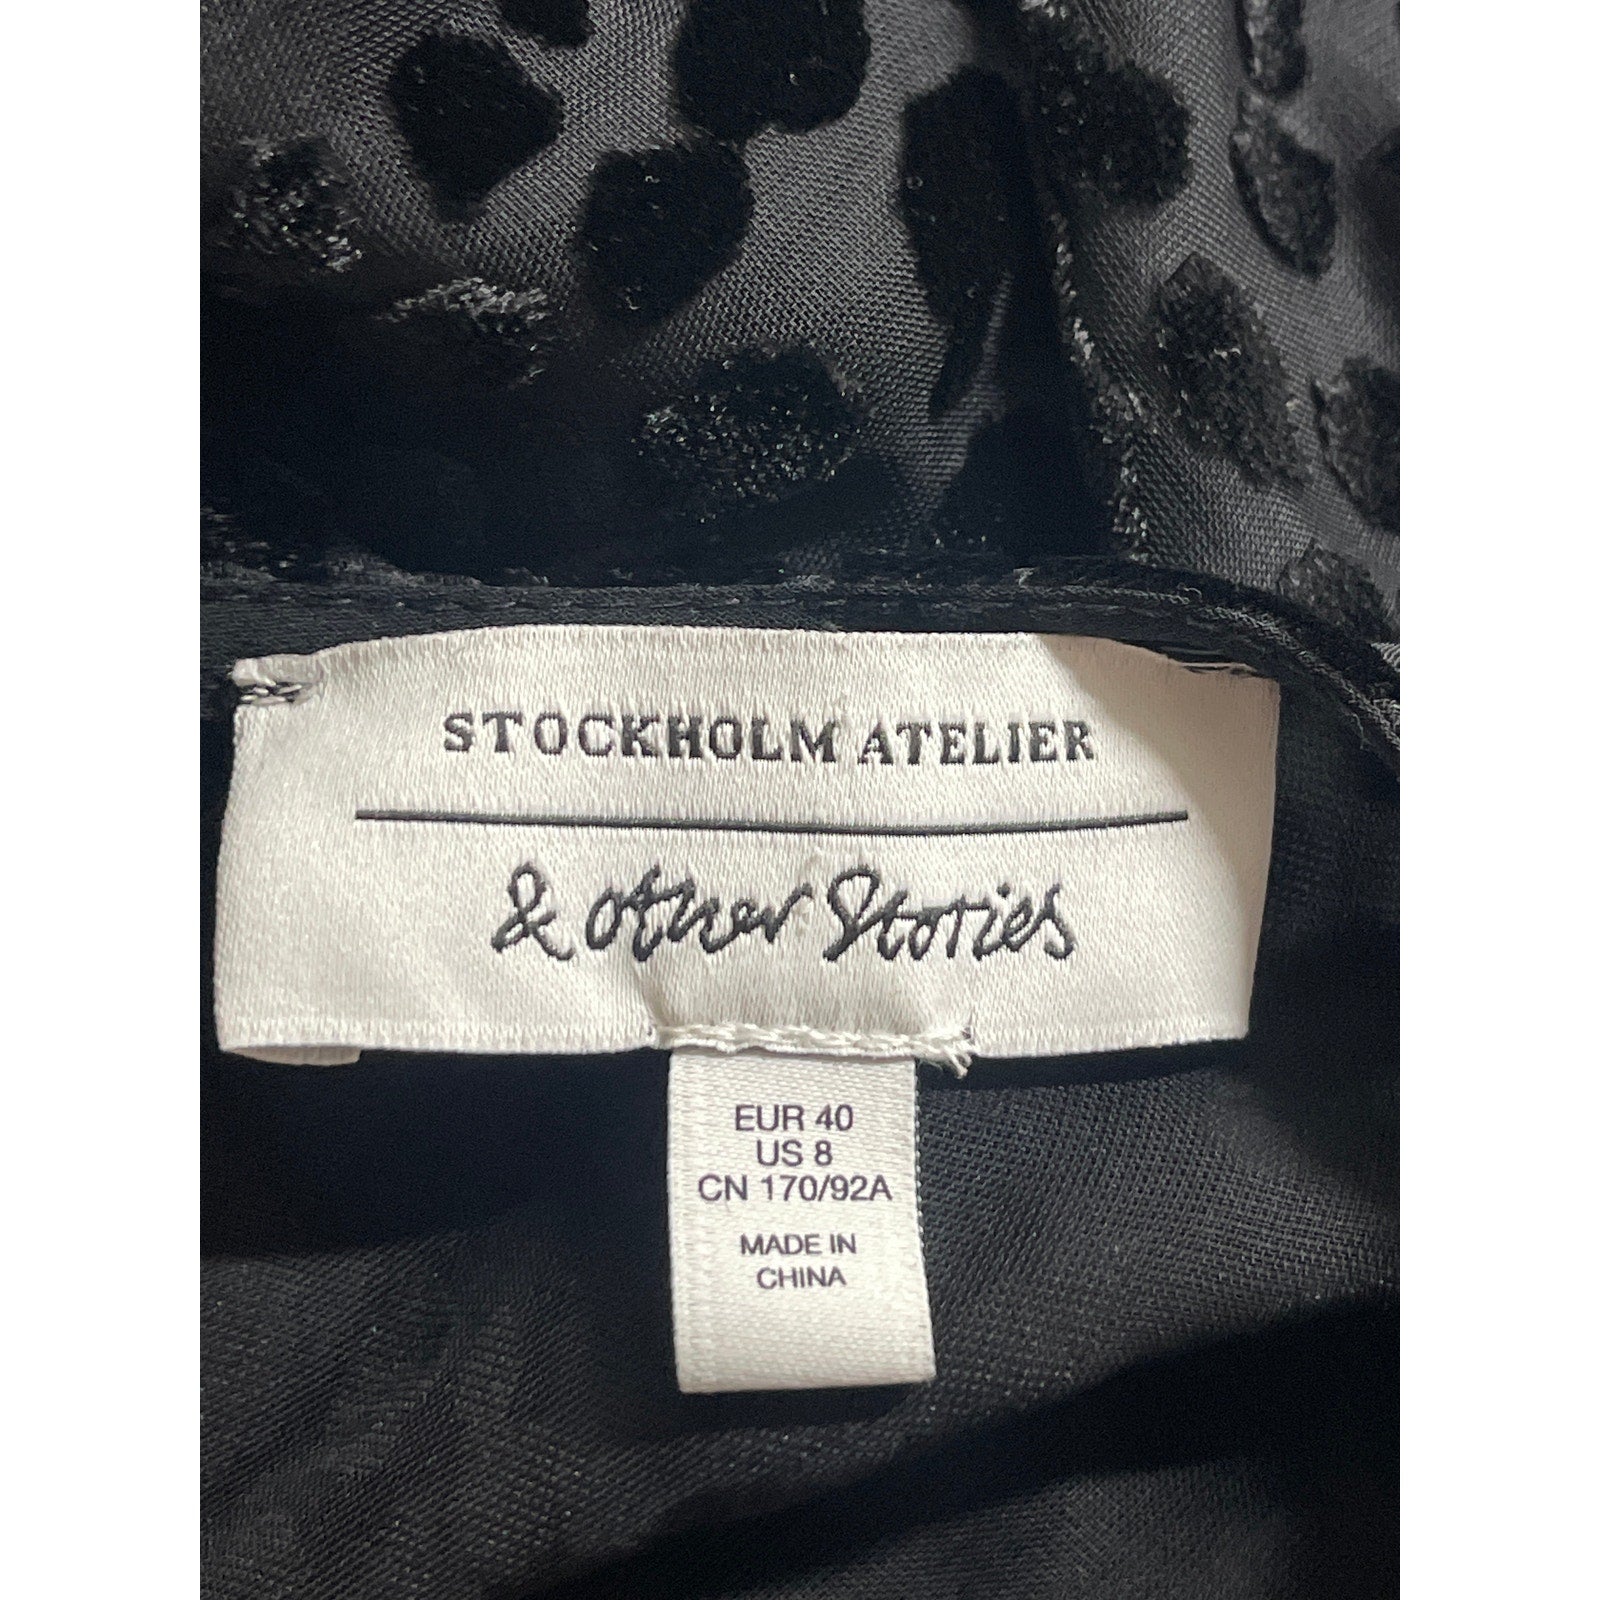 STOCKHOLM ATELIER
& other Stories
EUR 40
US 8
CN 170/92A
MADE IN
CHINA